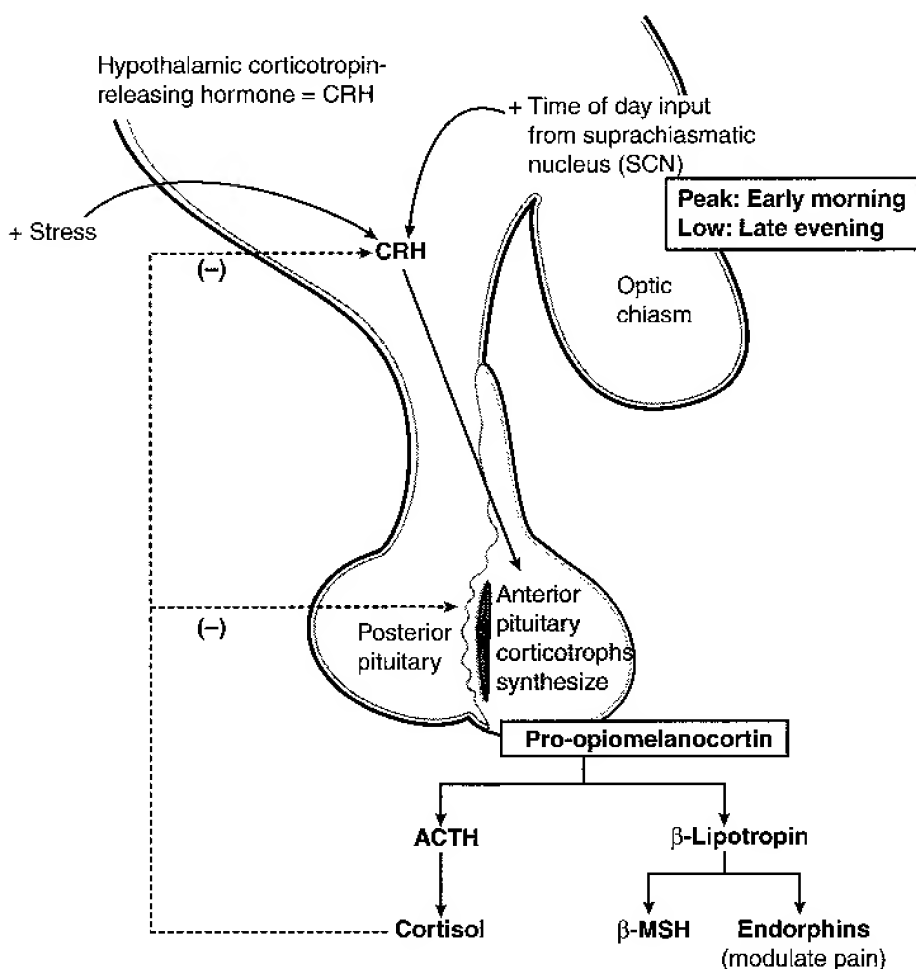 Hypothalamic corticotropin-
releasing hormone = CRH
+ Time of day input
from suprachiasmatic
nucleus (SCN)
Peak: Early morning
Low: Late evening
+ Stress
CRH
(–)
Optic
chiasm
(–)
Posterior
pituitary
Anterior
pituitary
corticotrophs
synthesize
Pro-opiomelanocortin
ACTH
β-Lipotropin
Cortisol
β-MSH
Endorphins
(modulate pain)